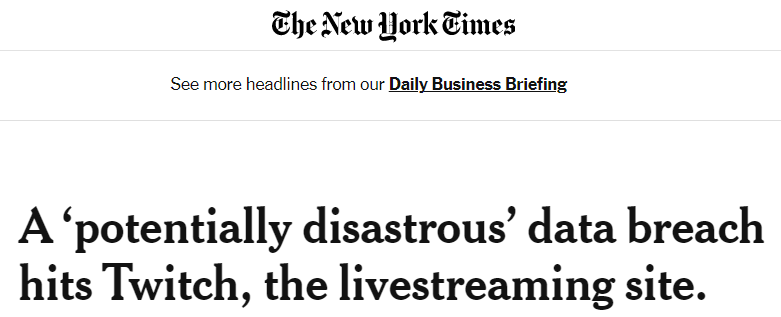 The New York Times
See more headlines from our Daily Business Briefing
A ‘potentially disastrous’ data breach
hits Twitch, the livestreaming site.